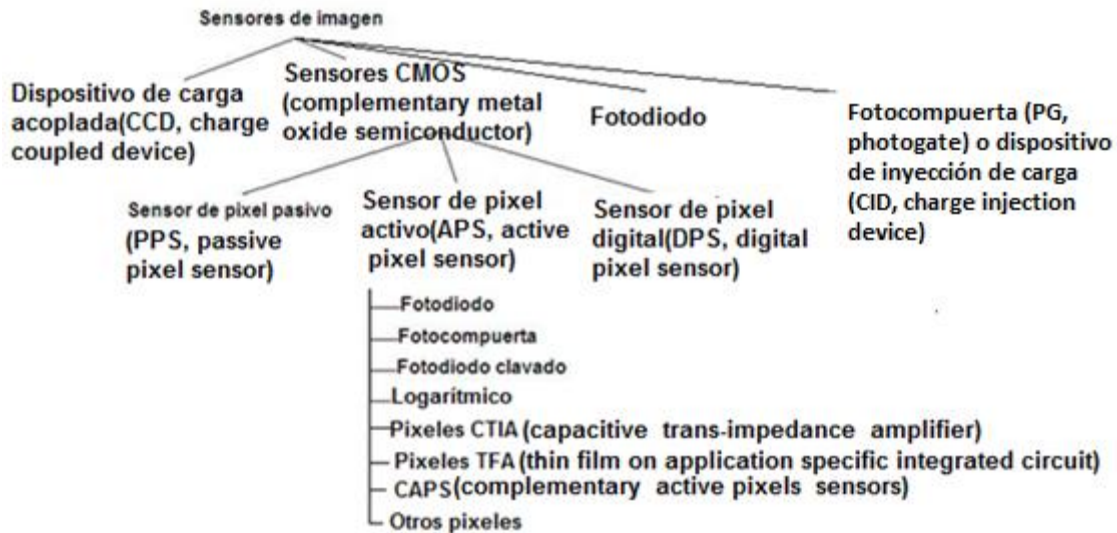 Sensores de imagen
Dispositivo de carga
acoplada(CCD, charge
coupled device)
Sensores CMOS
(complementary metal
oxide semiconductor)
Fotodiodo
Fotocompuerta (PG,
photogate) o dispositivo
de inyección de carga
(CID, charge injection
device)
Sensor de pixel pasivo
(PPS, passive
pixel sensor)
Sensor de pixel
activo(APS, active
pixel sensor)
Sensor de pixel
digital(DPS, digital
pixel sensor)
Fotodiodo
Fotocompuerta
Fotodiodo clavado
Logarítmico
Pixeles CTIA (capacitive trans-impedance amplifier)
Pixeles TFA (thin film on application specific integrated circuit)
CAPS(complementary active pixels sensors)
Otros pixeles